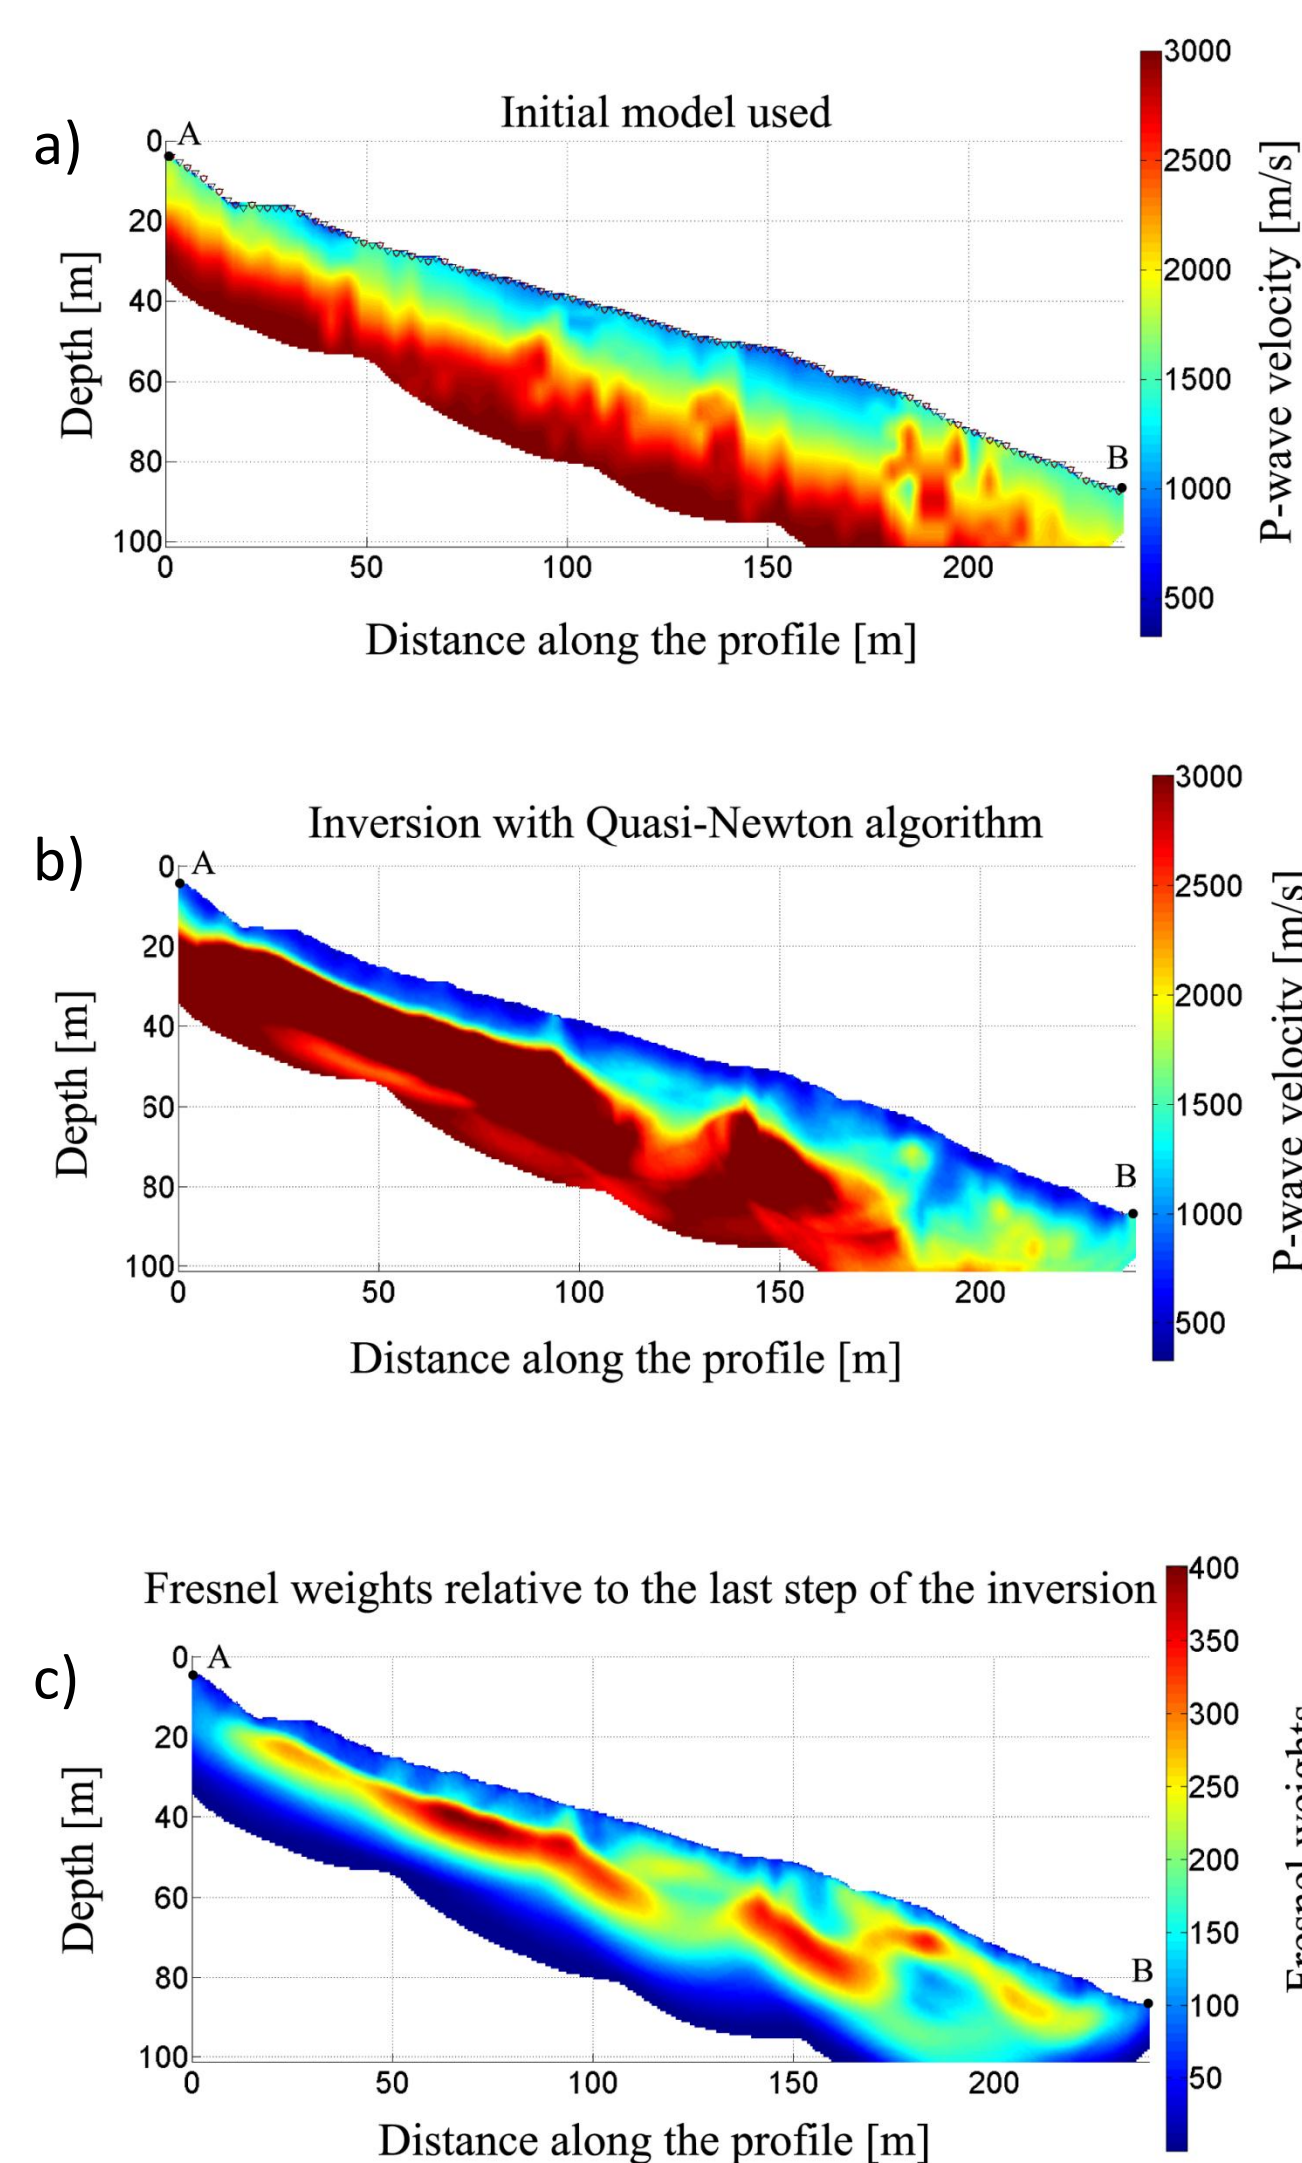 a)
Initial model used
A
B
0
20
40
60
80
100
Depth [m]
0 50 100 150 200
Distance along the profile [m]
3000
2500
2000
1500
1000
500
P-wave velocity [m/s]
b)
Inversion with Quasi-Newton algorithm
A
B
0
20
40
60
80
100
Depth [m]
0 50 100 150 200
Distance along the profile [m]
3000
2500
2000
1500
1000
500
P-wave velocity [m/s]
c)
Fresnel weights relative to the last step of the inversion
A
B
0
20
40
60
80
100
Depth [m]
0 50 100 150 200
Distance along the profile [m]
400
350
300
250
200
150
100
50
Fresnel weights